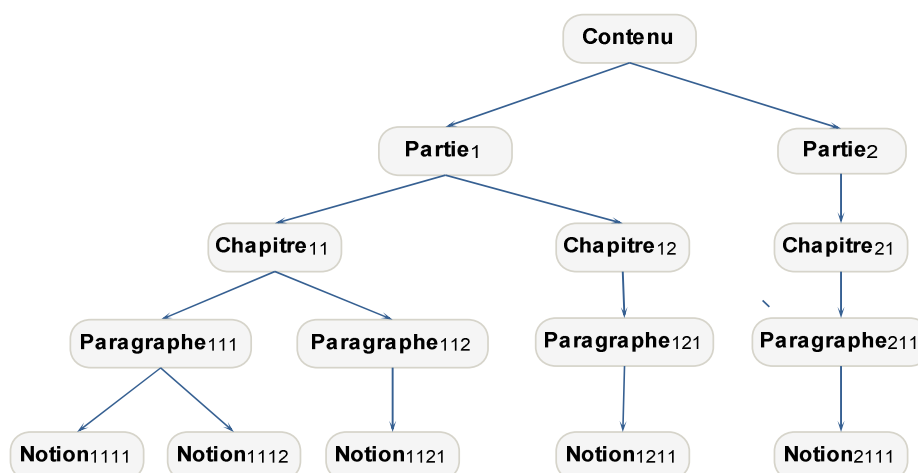 Contenu
Partie1 Partie2
Chapitre11 Chapitre12 Chapitre21
Paragraphe111 Paragraphe112 Paragraphe121 Paragraphe211
Notion1111 Notion1112 Notion1121 Notion1211 Notion2111